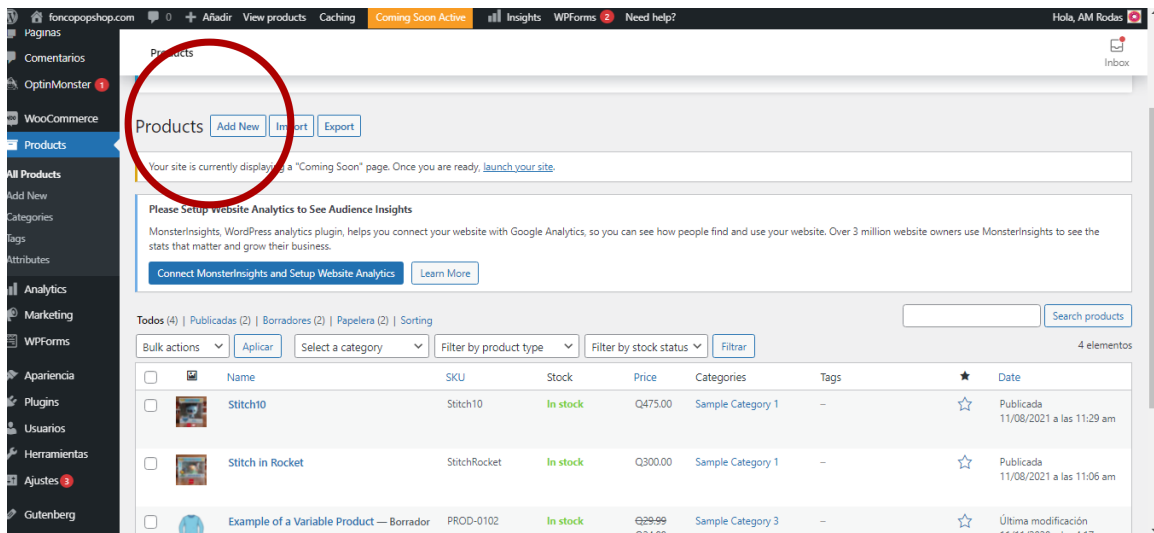 foncopopshop.com 0 + Añadir View products Caching Coming Soon Active Insights WPForms 2 Need help? Hola, AM Rodas
Páginas
Comentarios
OptinMonster 1
WooCommerce
Products
All Products
Add New
Categories
Tags
Attributes
Analytics
Marketing
WPForms
Apariencia
Plugins
Usuarios
Herramientas
Ajustes 3
Gutenberg
Products
Inbox
Products Add New Import Export
Your site is currently displaying a "Coming Soon" page. Once you are ready, launch your site.
Please Setup Website Analytics to See Audience Insights
MonsterInsights, WordPress analytics plugin, helps you connect your website with Google Analytics, so you can see how people find and use your website. Over 3 million website owners use MonsterInsights to see the
stats that matter and grow their business.
Connect MonsterInsights and Setup Website Analytics Learn More
Todos (4) | Publicadas (2) | Borradores (2) | Papelera (2) | Sorting
Search products
Bulk actions Aplicar Select a category Filter by product type Filter by stock status Filtrar 4 elementos
Name SKU Stock Price Categories Tags Date
Stitch10 Stitch10 In stock Q475.00 Sample Category 1 – Publicada
11/08/2021 a las 11:29 am
Stitch in Rocket StitchRocket In stock Q300.00 Sample Category 1 – Publicada
11/08/2021 a las 11:06 am
Example of a Variable Product — Borrador PROD-0102 In stock Q29.99 Sample Category 3 – Última modificación